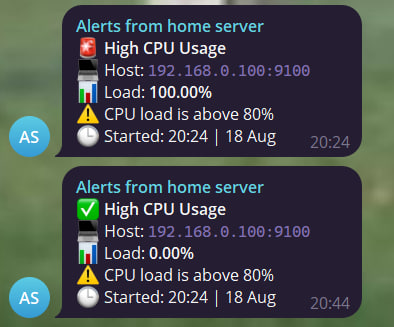 Alerts from home server
🚨 High CPU Usage
💻 Host: 192.168.0.100:9100
📊 Load: 100.00%
⚠️ CPU load is above 80%
🕒 Started: 20:24 | 18 Aug
20:24
AS
Alerts from home server
✅ High CPU Usage
💻 Host: 192.168.0.100:9100
📊 Load: 0.00%
⚠️ CPU load is above 80%
🕒 Started: 20:24 | 18 Aug
20:44
AS